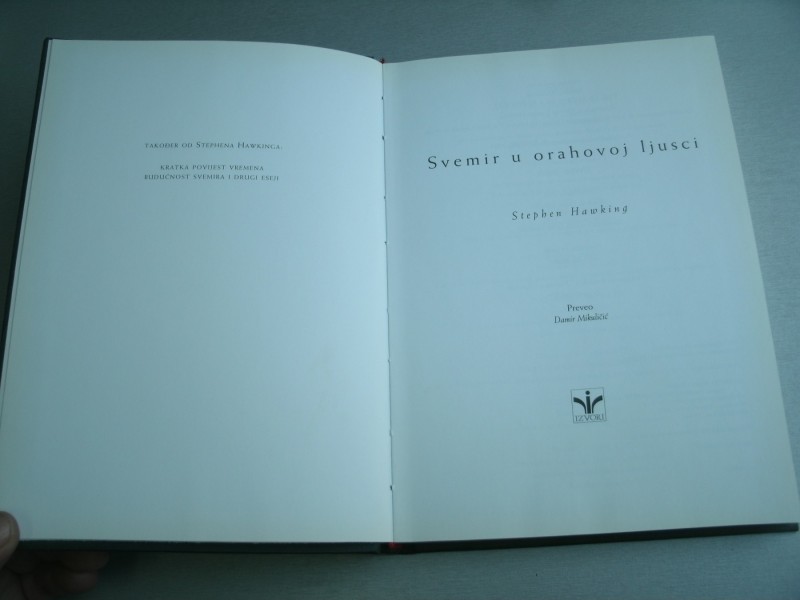 TAKOĐER OD STEPHENA HAWKINGA:
KRATKA POVIJEST VREMENA
BUDUĆNOST SVEMIRA I DRUGI ESEJI
Svemir u orahovoj ljusci
Stephen Hawking
Preveo
Damir Mikuličić
IZVORI